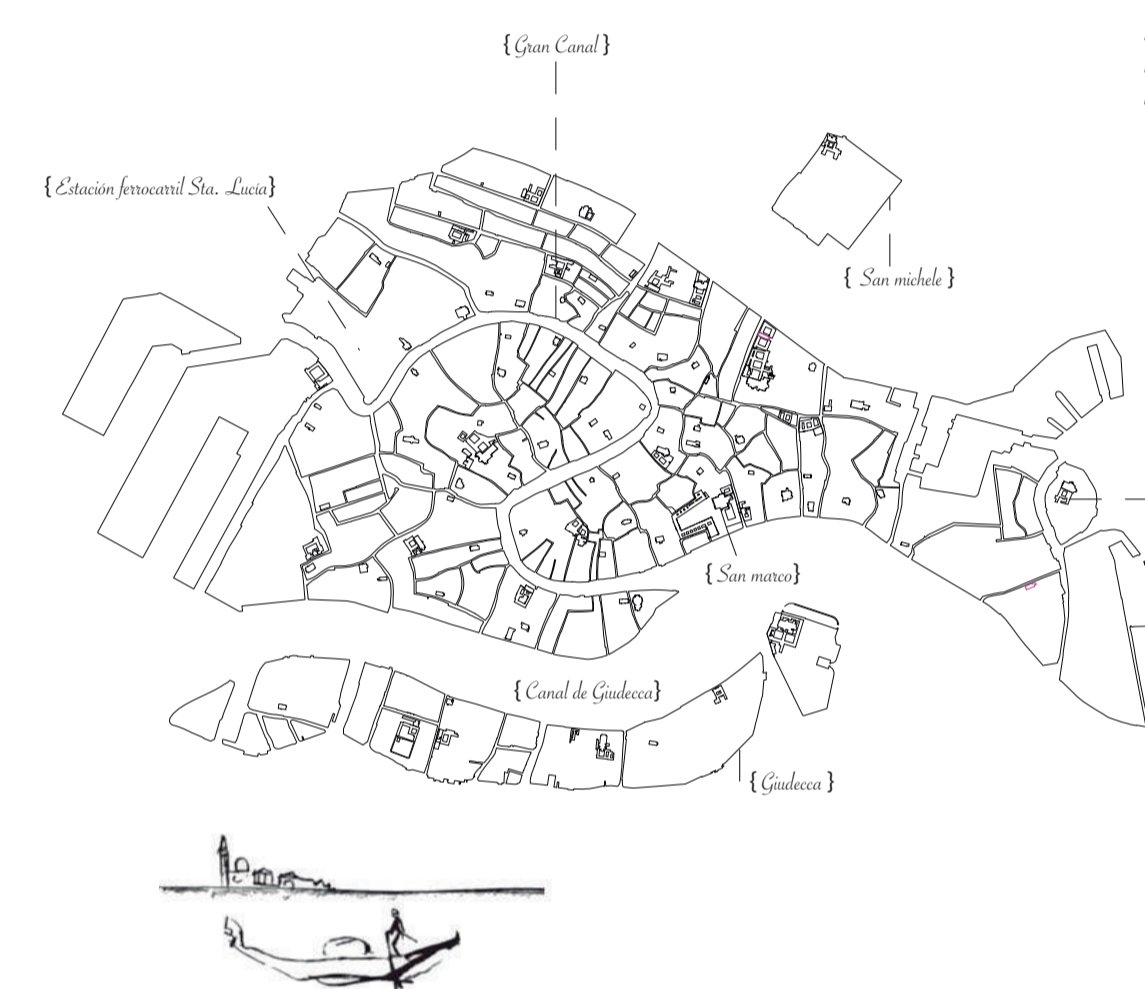 { Gran Canal }
{ Estación ferrocarril Sta. Lucía}
{ San michele }
{ San marco}
{ Canal de Giudecca}
{ Giudecca }